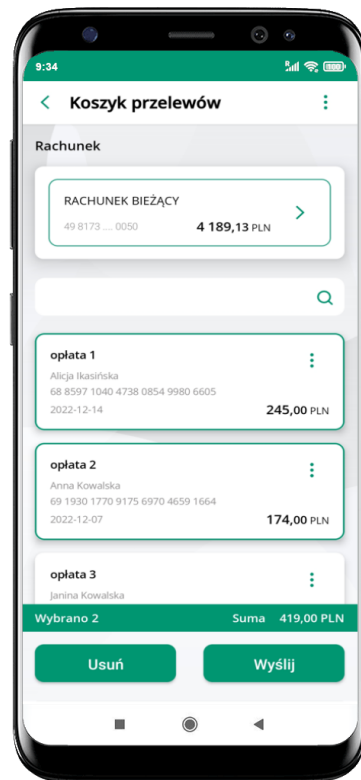 9:34
Koszyk przelewów
Rachunek
RACHUNEK BIEŻĄCY
49 8173 .... 0050 4 189,13 PLN
opłata 1
Alicja Ikasińska
68 8597 1040 4738 0854 9980 6605
2022-12-14 245,00 PLN
opłata 2
Anna Kowalska
69 1930 1770 9175 6970 4659 1664
2022-12-07 174,00 PLN
opłata 3
Janina Kowalska
Wybrano 2 Suma 419,00 PLN
Usuń Wyślij